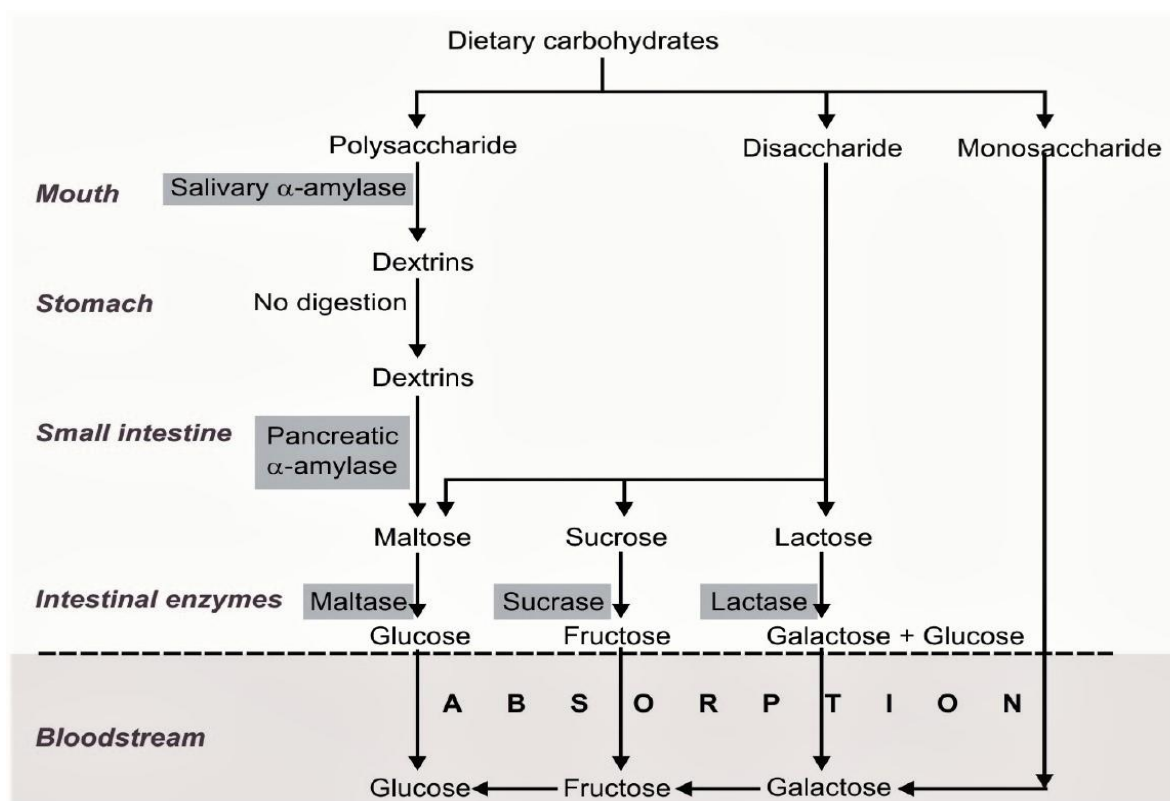 Dietary carbohydrates
Polysaccharide
Disaccharide
Monosaccharide
Mouth
Salivary α-amylase
Dextrins
Stomach
No digestion
Dextrins
Small intestine
Pancreatic
α-amylase
Maltose
Sucrose
Lactose
Intestinal enzymes
Maltase
Sucrase
Lactase
Glucose
Fructose
Galactose + Glucose
A B S O R P T I O N
Bloodstream
Glucose
Fructose
Galactose